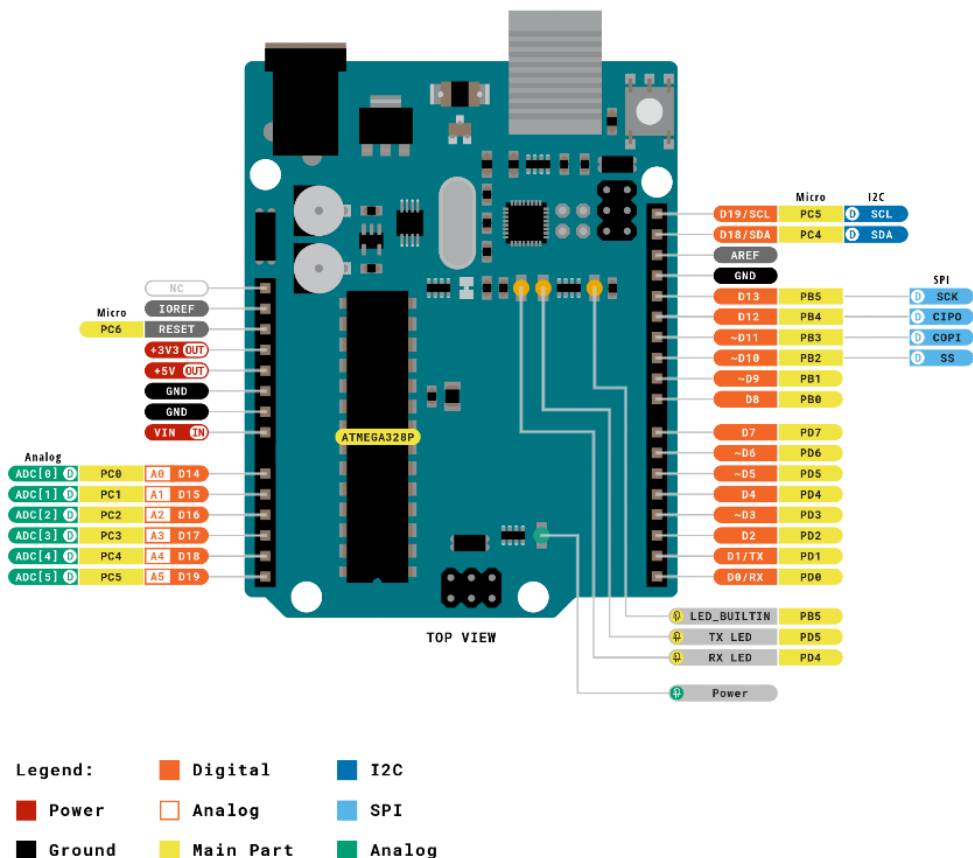 Micro I2C
D19/SCL PC5 D SCL
D18/SDA PC4 D SDA
AREF
GND
SPI
D13 PB5 D SCK
D12 PB4 D CIPO
~D11 PB3 D COPI
~D10 PB2 D SS
~D9 PB1
D8 PB0
D7 PD7
~D6 PD6
~D5 PD5
D4 PD4
~D3 PD3
D2 PD2
D1/TX PD1
D0/RX PD0
NC
IOREF
Micro
PC6 RESET
+3V3 OUT
+5V OUT
GND
GND
VIN IN
Analog
ADC[0] D PC0 A0 D14
ADC[1] D PC1 A1 D15
ADC[2] D PC2 A2 D16
ADC[3] D PC3 A3 D17
ADC[4] D PC4 A4 D18
ADC[5] D PC5 A5 D19
ATMEGA328P
LED_BUILTIN PB5
TX LED PD5
RX LED PD4
Power
TOP VIEW
Legend:
Digital
I2C
Power
Analog
SPI
Ground
Main Part
Analog